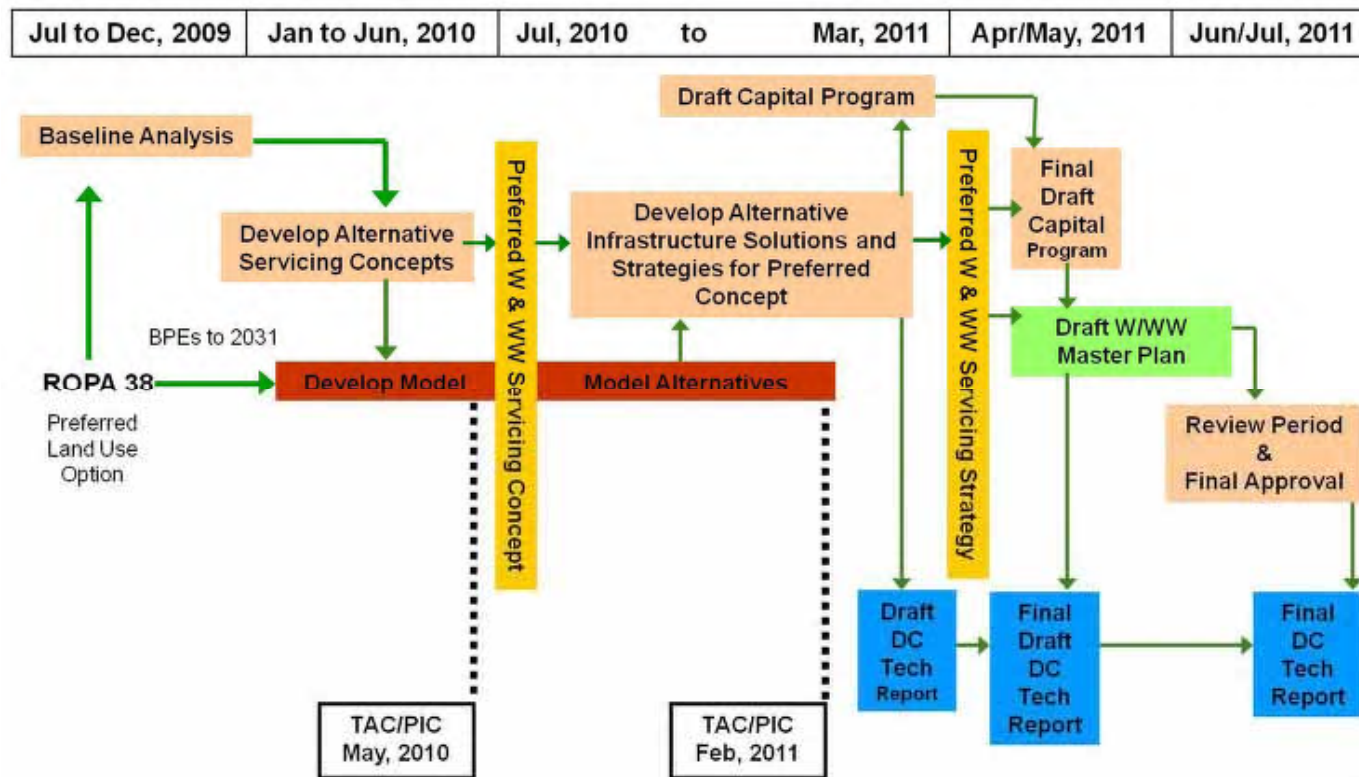 Jul to Dec, 2009
Jan to Jun, 2010
Jul, 2010 to Mar, 2011
Apr/May, 2011
Jun/Jul, 2011
Draft Capital Program
Baseline Analysis
Preferred W & WW Servicing Concept
Preferred W & WW Servicing Strategy
Final
Draft
Capital
Program
Develop Alternative
Servicing Concepts
Develop Alternative
Infrastructure Solutions and
Strategies for Preferred
Concept
BPEs to 2031
Draft W/WW
Master Plan
ROPA 38
Preferred
Land Use
Option
Develop Model
Model Alternatives
Review Period
&
Final Approval
Draft
DC
Tech
Report
Final
Draft
DC
Tech
Report
Final
DC
Tech
Report
TAC/PIC
May, 2010
TAC/PIC
Feb, 2011